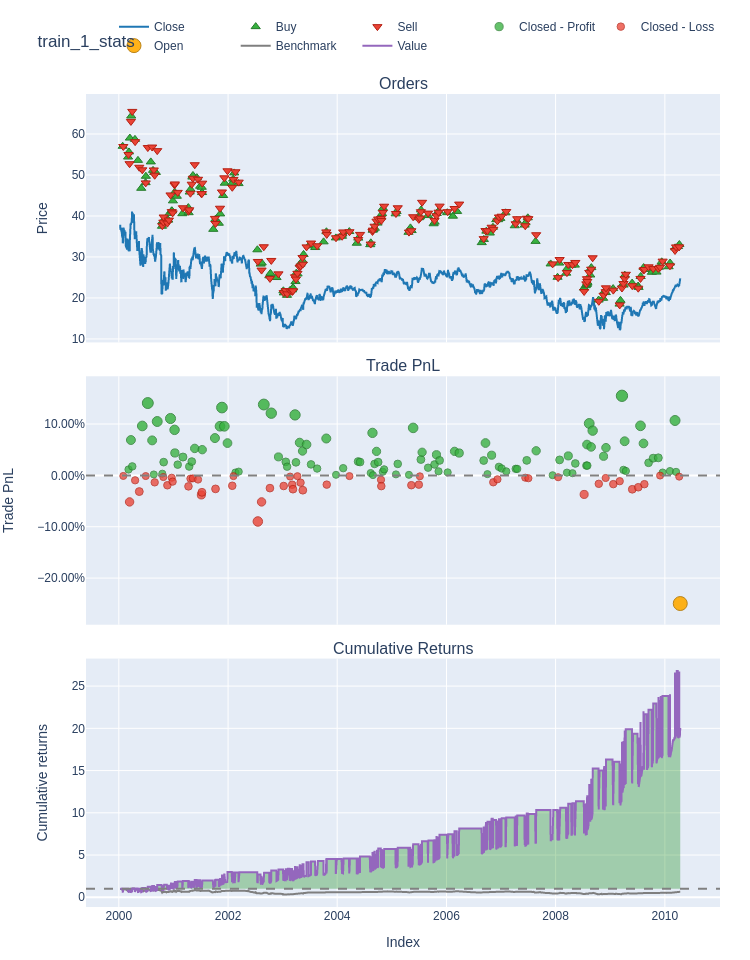 train_1_stats
Close
Buy
Sell
Closed - Profit
Closed - Loss
Open
Benchmark
Value
Orders
60
50
40
30
20
10
Price
Trade PnL
10.00%
0.00%
−10.00%
−20.00%
Trade PnL
Cumulative Returns
25
20
15
10
5
0
Cumulative returns
2000
2002
2004
2006
2008
2010
Index